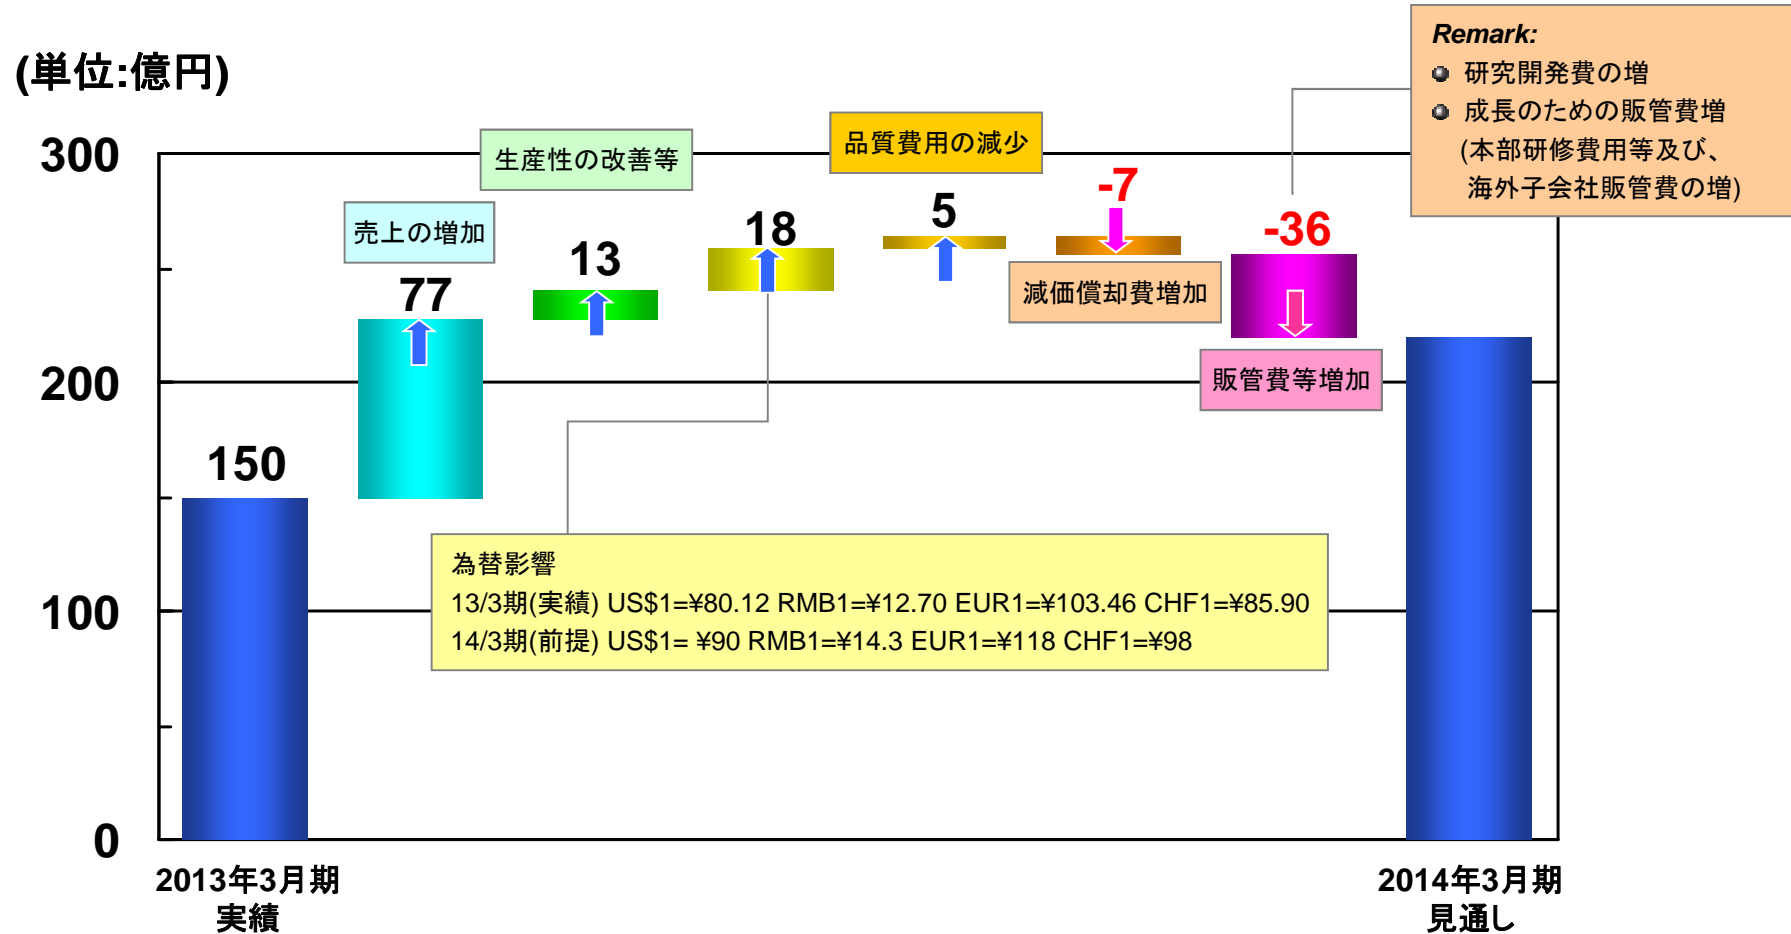 (単位:億円)
Remark:
研究開発費の増
成長のための販管費増
(本部研修費用等及び、
海外子会社販管費の増)
300
200
100
0
150
売上の増加
77
生産性の改善等
13
18
品質費用の減少
5
-7
減価償却費増加
-36
販管費等増加
為替影響
13/3期(実績) US$1=¥80.12 RMB1=¥12.70 EUR1=¥103.46 CHF1=¥85.90
14/3期(前提) US$1= ¥90 RMB1=¥14.3 EUR1=¥118 CHF1=¥98
2013年3月期
実績
2014年3月期
見通し